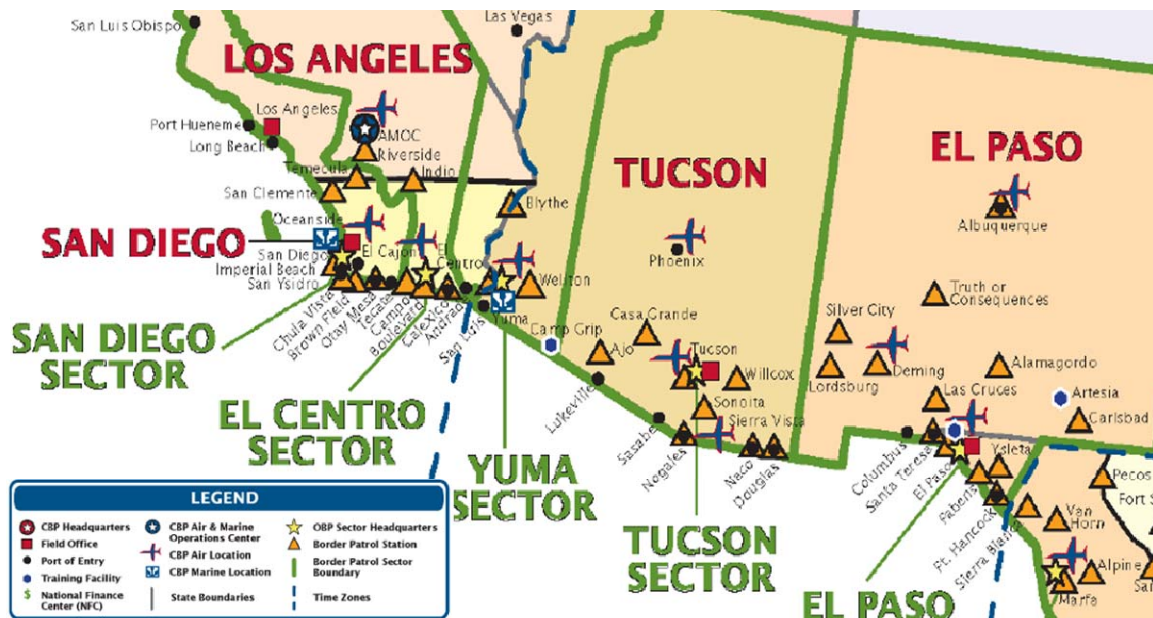 San Luis Obispo
Las Vegas
LOS ANGELES
Los Angeles
Port Hueneme
Long Beach
AMOC
Riverside
Temecula
Indio
San Clemente
Blythe
Oceanside
SAN DIEGO
San Diego
El Cajon
El
Centro
Imperial Beach
San Ysidro
Wellton
Chula Vista
Brown Field
Otay Mesa
Tecate
Campo
Boulevard
Calexico
Andrade
San Luis
Yuma
SAN DIEGO
SECTOR
EL CENTRO
SECTOR
YUMA
SECTOR
TUCSON
Phoenix
Casa Grande
Camp Grip
Ajo
Tucson
Willcox
Sonoita
Sierra Vista
Lukeville
Sasabe
Nogales
Naco
Douglas
TUCSON
SECTOR
EL PASO
Albuquerque
Truth or
Consequences
Silver City
Lordsburg
Deming
Alamagordo
Las Cruces
Artesia
Carlsbad
Columbus
Santa Teresa
El Paso
Ysleta
Fabens
Ft. Hancock
Sierra Blanca
Pecos
Fort S
Van
Horn
Alpine
Marfa
San
EL PASO
LEGEND
CBP Headquarters
Field Office
Port of Entry
Training Facility
$ National Finance
Center (NFC)
CBP Air & Marine
Operations Center
CBP Air Location
CBP Marine Location
State Boundaries
OBP Sector Headquarters
Border Patrol Station
Border Patrol Sector
Boundary
Time Zones